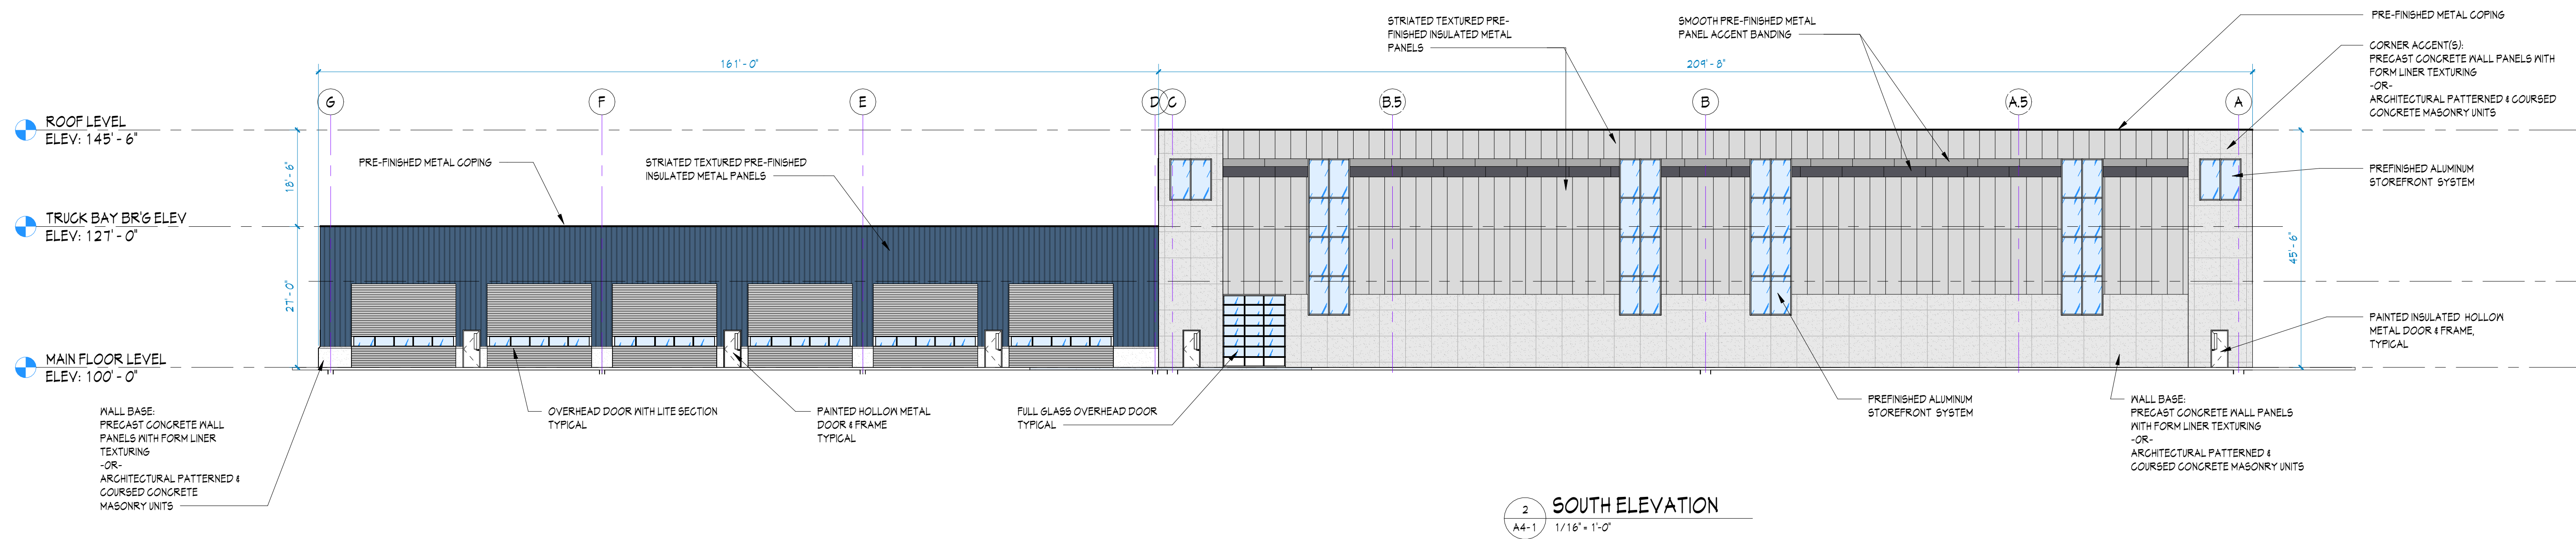 STRIATED TEXTURED PRE-
FINISHED INSULATED METAL
PANELS
SMOOTH PRE-FINISHED METAL
PANEL ACCENT BANDING
PRE-FINISHED METAL COPING
CORNER ACCENT(S):
PRECAST CONCRETE WALL PANELS WITH
FORM LINER TEXTURING
-OR-
ARCHITECTURAL PATTERNED & COURSED
CONCRETE MASONRY UNITS
161' - 0"
209' - 8"
G
F
E
D
C
B.5
B
A.5
A
ROOF LEVEL
ELEV: 145' - 6"
18' - 6"
PRE-FINISHED METAL COPING
STRIATED TEXTURED PRE-FINISHED
INSULATED METAL PANELS
PREFINISHED ALUMINUM
STOREFRONT SYSTEM
TRUCK BAY BR'G ELEV
ELEV: 127' - 0"
27' - 0"
45' - 6"
PAINTED INSULATED HOLLOW
METAL DOOR & FRAME,
TYPICAL
MAIN FLOOR LEVEL
ELEV: 100' - 0"
WALL BASE:
PRECAST CONCRETE WALL
PANELS WITH FORM LINER
TEXTURING
-OR-
ARCHITECTURAL PATTERNED &
COURSED CONCRETE
MASONRY UNITS
OVERHEAD DOOR WITH LITE SECTION
TYPICAL
PAINTED HOLLOW METAL
DOOR & FRAME
TYPICAL
FULL GLASS OVERHEAD DOOR
TYPICAL
PREFINISHED ALUMINUM
STOREFRONT SYSTEM
WALL BASE:
PRECAST CONCRETE WALL PANELS
WITH FORM LINER TEXTURING
-OR-
ARCHITECTURAL PATTERNED &
COURSED CONCRETE MASONRY UNITS
2
A4-1
SOUTH ELEVATION
1/16" = 1'-0"